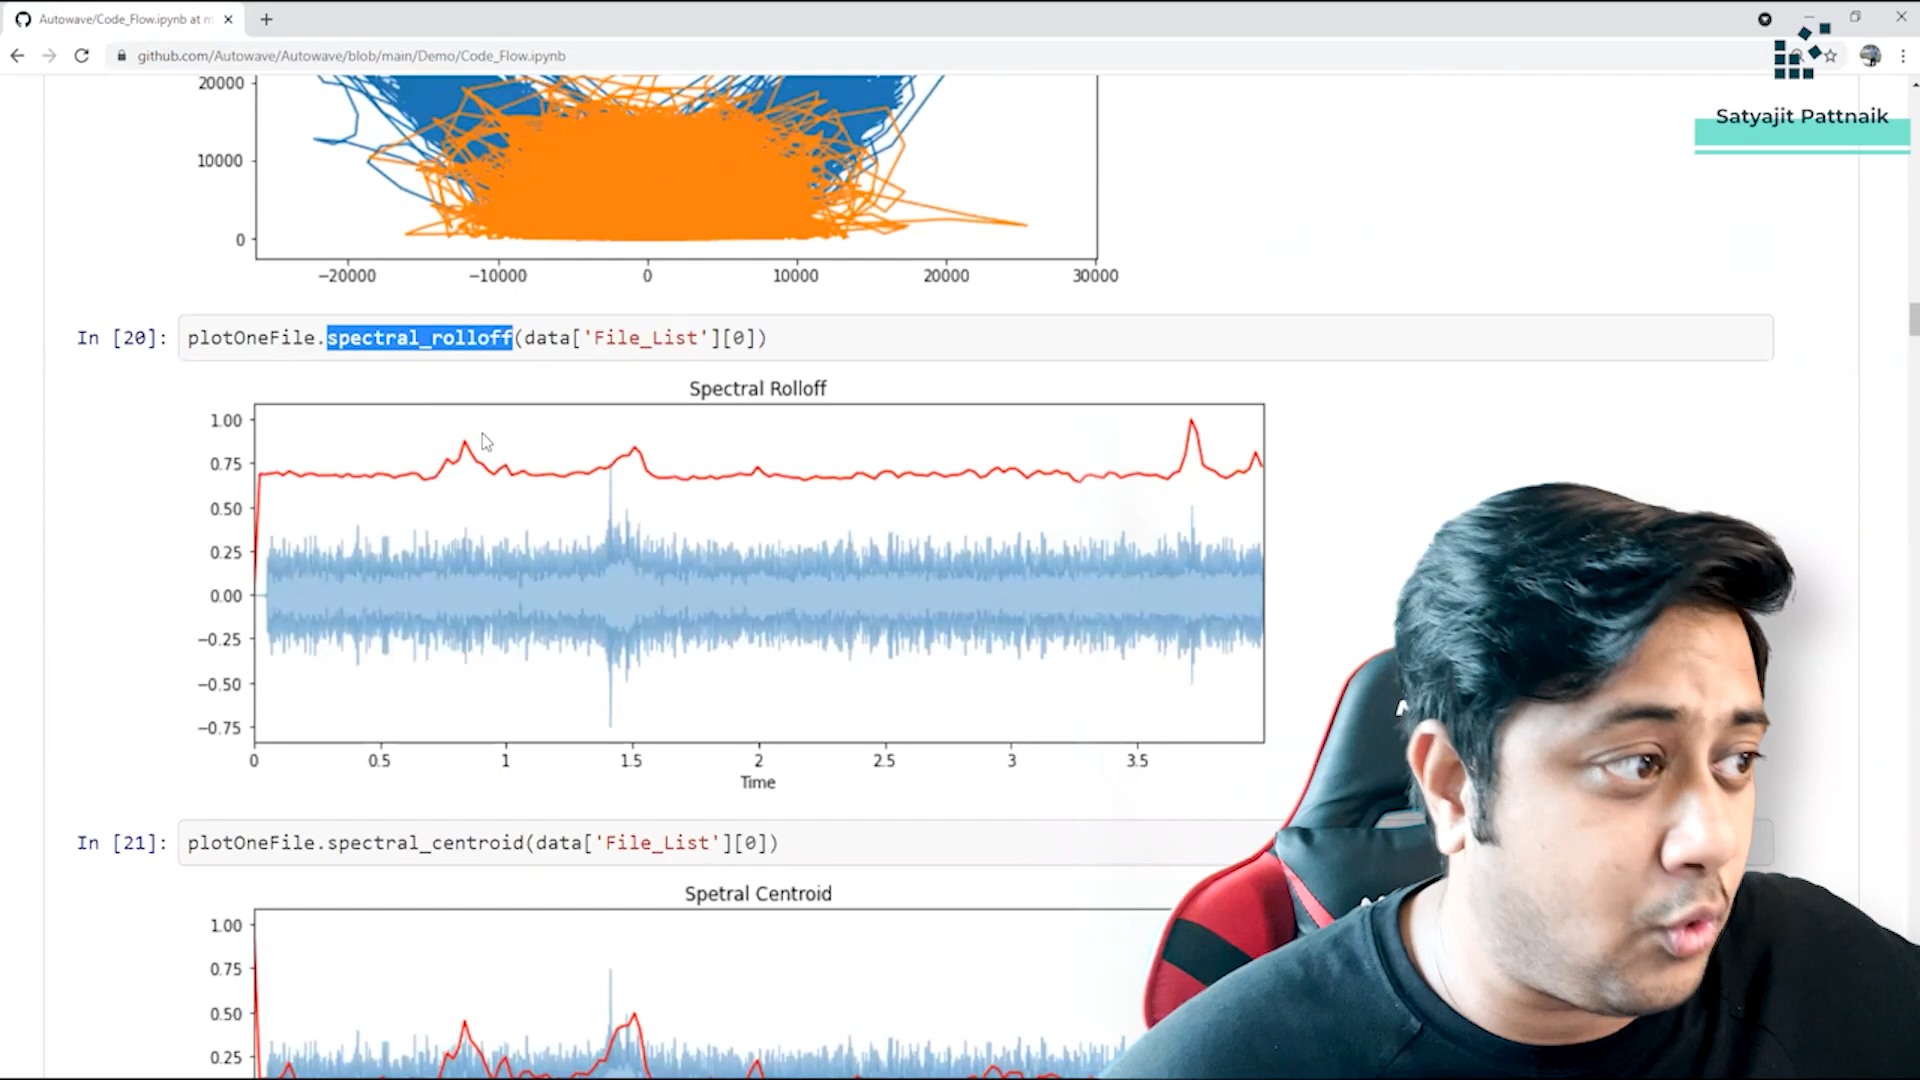 Autowave/Code_Flow.ipynb at m
github.com/Autowave/Autowave/blob/main/Demo/Code_Flow.ipynb
Satyajit Pattnaik
20000
10000
0
−20000 −10000 0 10000 20000 30000
In [20]: plotOneFile.spectral_rolloff(data['File_List'][0])
Spectral Rolloff
1.00
0.75
0.50
0.25
0.00
−0.25
−0.50
−0.75
0 0.5 1 1.5 2 2.5 3 3.5
Time
In [21]: plotOneFile.spectral_centroid(data['File_List'][0])
Spetral Centroid
1.00
0.75
0.50
0.25